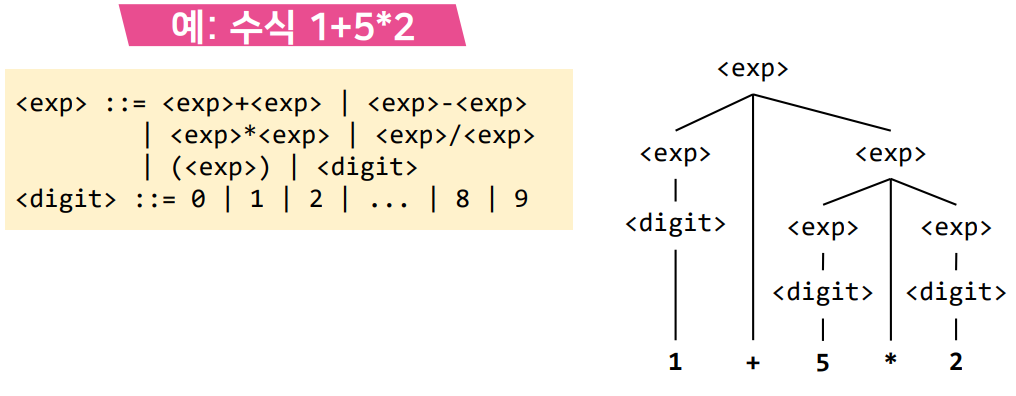 예: 수식 1+5*2
<exp> ::= <exp>+<exp> | <exp>-<exp>
| <exp>*<exp> | <exp>/<exp>
| (<exp>) | <digit>
<digit> ::= 0 | 1 | 2 | ... | 8 | 9
<exp>
<exp> <exp>
<digit> <exp> <exp>
<digit> <digit>
1 + 5 * 2